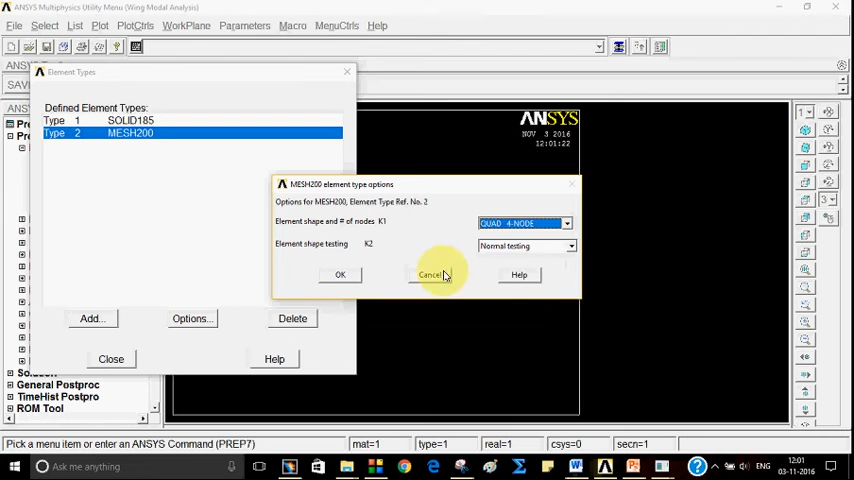 ANSYS Multiphysics Utility Menu (Wing Modal Analysis)
File Select List Plot PlotCtrls WorkPlane Parameters Macro MenuCtrls Help
Element Types
Defined Element Types:
Type 1 SOLID185
Type 2 MESH200
Add... Options... Delete
Close Help
ANSYS
NOV 3 2016
12:01:22
MESH200 element type options
Options for MESH200, Element Type Ref. No. 2
Element shape and # of nodes K1 QUAD 4-NODE
Element shape testing K2 Normal testing
OK Cancel Help
1
3
General Postproc
TimeHist Postpro
ROM Tool
Pick a menu item or enter an ANSYS Command (PREP7) mat=1 type=1 real=1 csys=0 secn=1
Ask me anything
ENG 12:01
03-11-2016